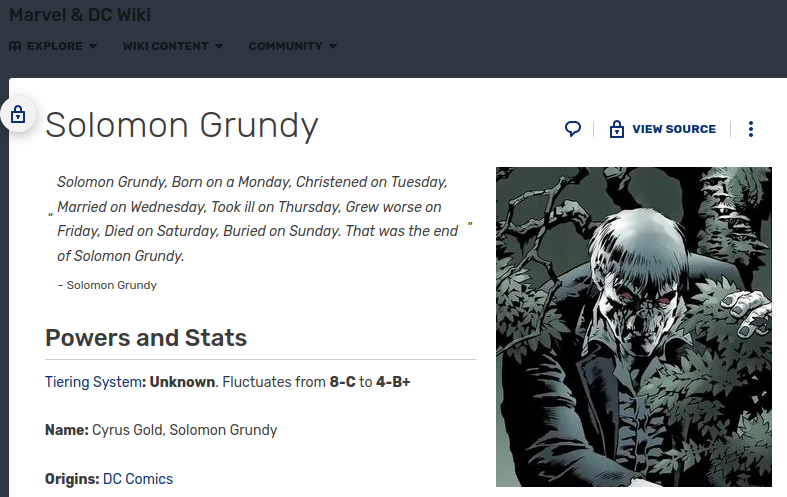 Marvel & DC Wiki
EXPLORE WIKI CONTENT COMMUNITY
Solomon Grundy
VIEW SOURCE
Solomon Grundy, Born on a Monday, Christened on Tuesday,
„ Married on Wednesday, Took ill on Thursday, Grew worse on
Friday, Died on Saturday, Buried on Sunday. That was the end ”
of Solomon Grundy.
– Solomon Grundy
Powers and Stats
Tiering System: Unknown. Fluctuates from 8-C to 4-B+
Name: Cyrus Gold, Solomon Grundy
Origins: DC Comics